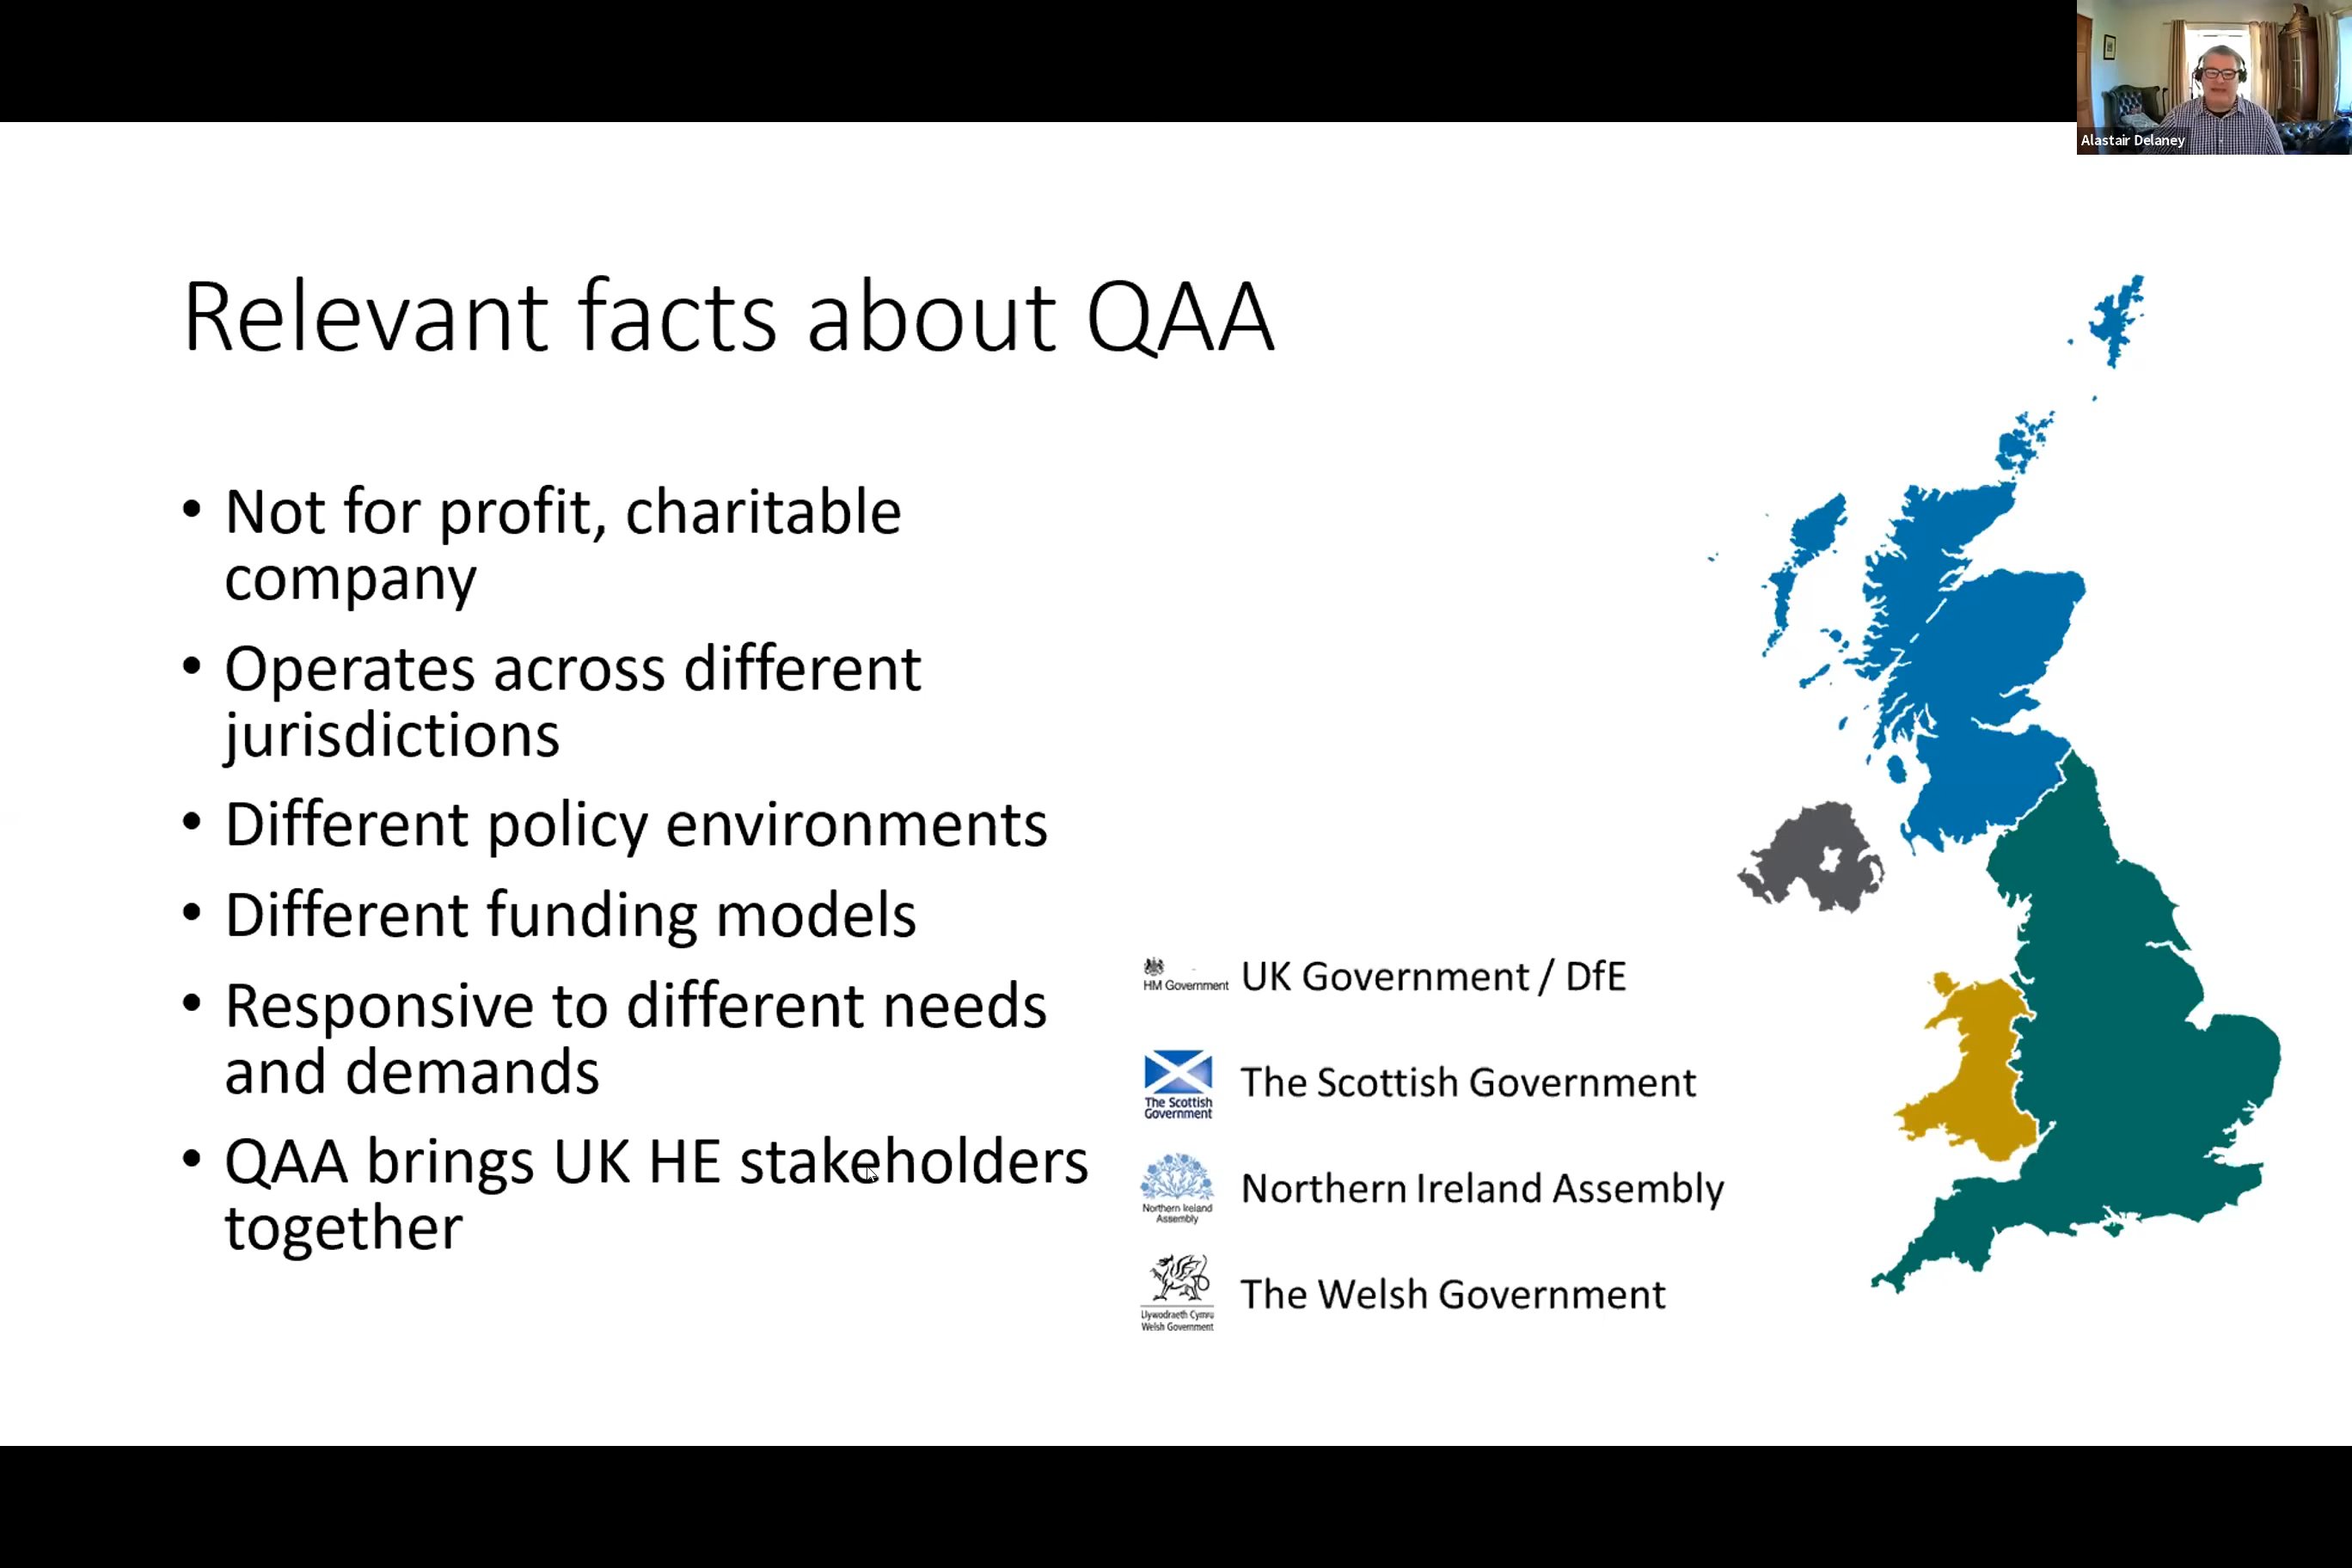 Alastair Delaney
Relevant facts about QAA
• Not for profit, charitable
company
• Operates across different
jurisdictions
• Different policy environments
• Different funding models
• Responsive to different needs
and demands
• QAA brings UK HE stakeholders
together
HM Government
UK Government / DfE
The Scottish
Government
The Scottish Government
Northern Ireland
Assembly
Northern Ireland Assembly
Llywodraeth Cymru
Welsh Government
The Welsh Government